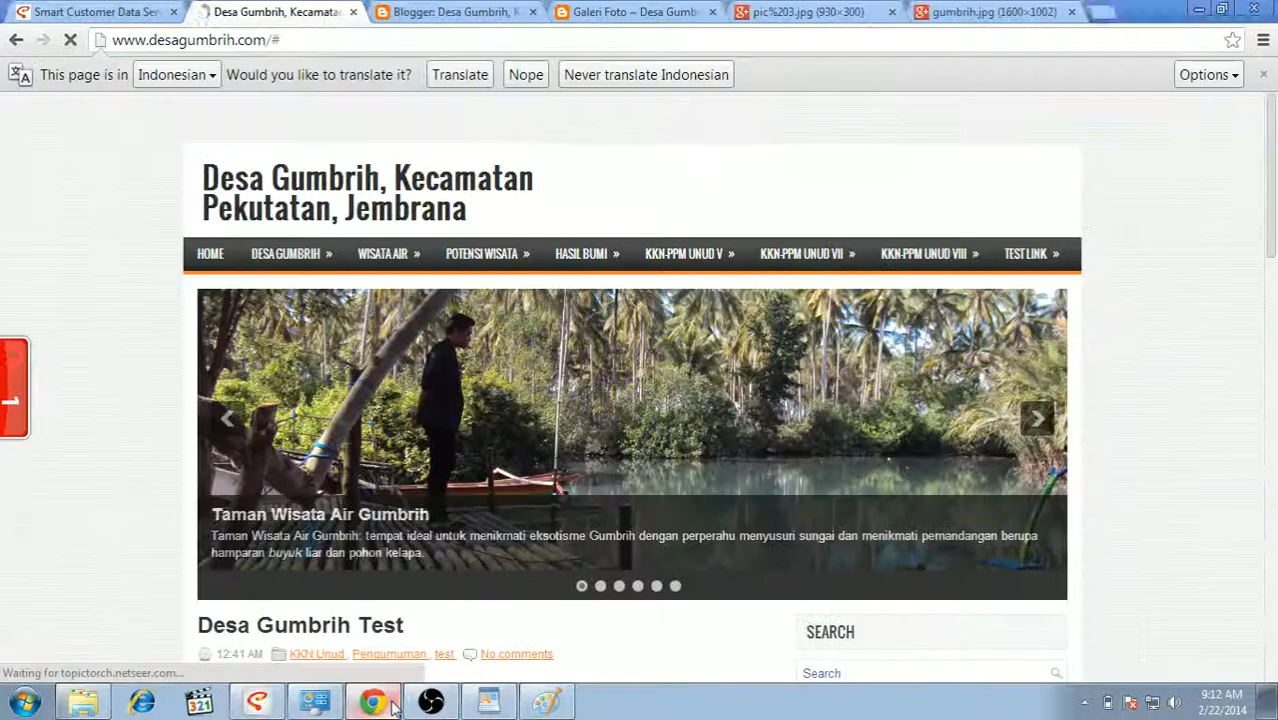 Smart Customer Data Ser
Desa Gumbrih, Kecamata
Blogger: Desa Gumbrih, K
Galeri Foto ~ Desa Gumb
pic%203.jpg (930×300)
gumbrih.jpg (1600×1002)
www.desagumbrih.com/#
This page is in Indonesian Would you like to translate it? Translate Nope Never translate Indonesian Options
Desa Gumbrih, Kecamatan
Pekutatan, Jembrana
HOME DESA GUMBRIH » WISATA AIR » POTENSI WISATA » HASIL BUMI » KKN-PPM UNUD V » KKN-PPM UNUD VII » KKN-PPM UNUD VIII » TEST LINK »
1
Taman Wisata Air Gumbrih
Taman Wisata Air Gumbrih: tempat ideal untuk menikmati eksotisme Gumbrih dengan perperahu menyusuri sungai dan menikmati pemandangan berupa
hamparan buyuk liar dan pohon kelapa.
Desa Gumbrih Test
SEARCH
12:41 AM KKN Unud, Pengumuman, test No comments
Search
Waiting for topictorch.netseer.com...
321
9:12 AM
2/22/2014